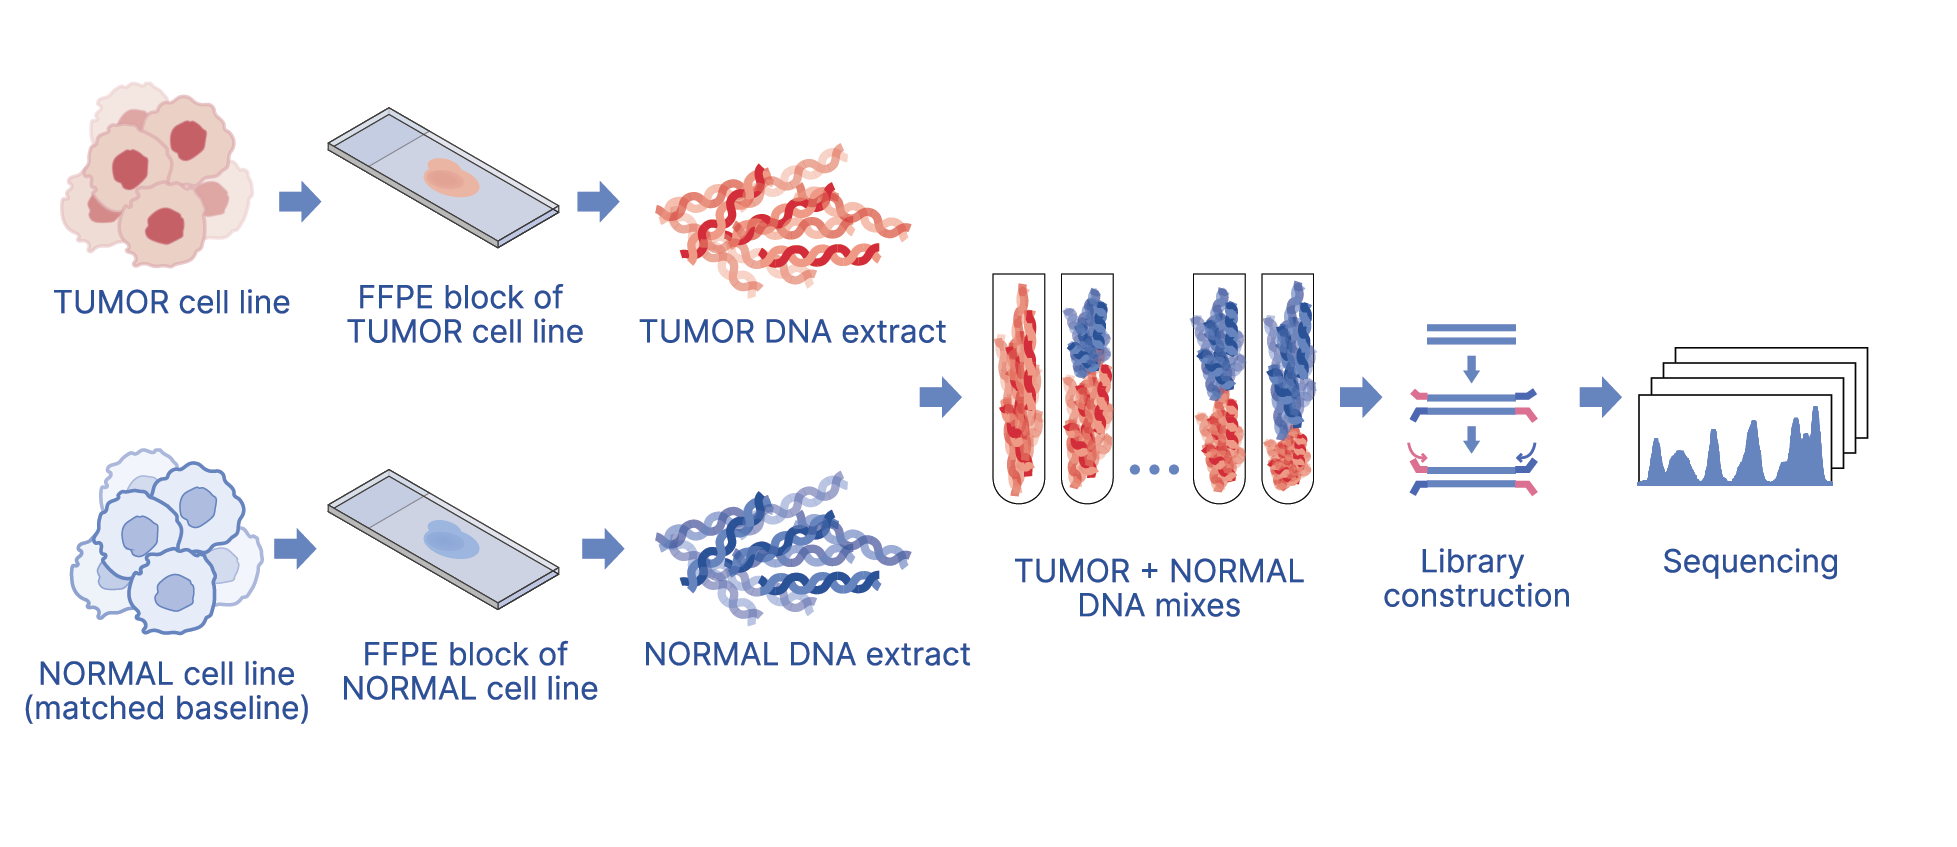 TUMOR cell line
FFPE block of
TUMOR cell line
TUMOR DNA extract
NORMAL cell line
(matched baseline)
FFPE block of
NORMAL cell line
NORMAL DNA extract
TUMOR + NORMAL
DNA mixes
Library
construction
Sequencing